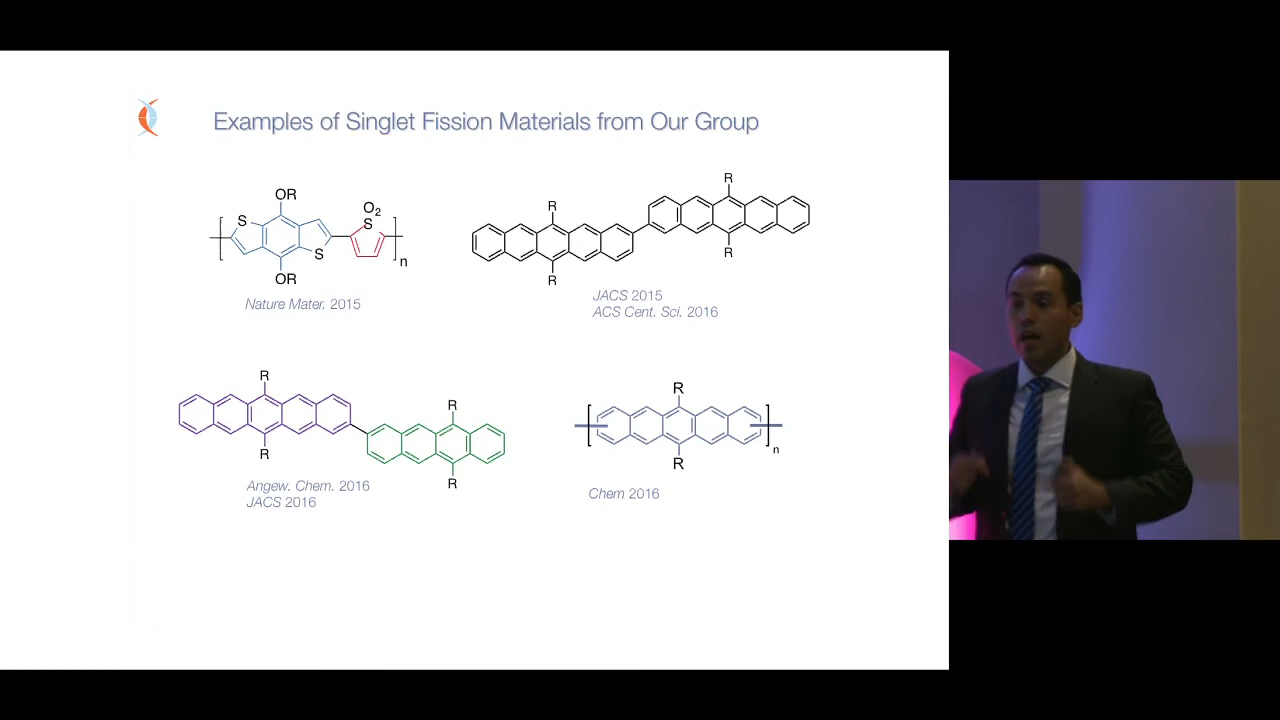 Examples of Singlet Fission Materials from Our Group
OR
S
O2
S
S
n
OR
Nature Mater. 2015
R
R
R
R
JACS 2015
ACS Cent. Sci. 2016
R
R
R
R
Angew. Chem. 2016
JACS 2016
R
R
n
Chem 2016